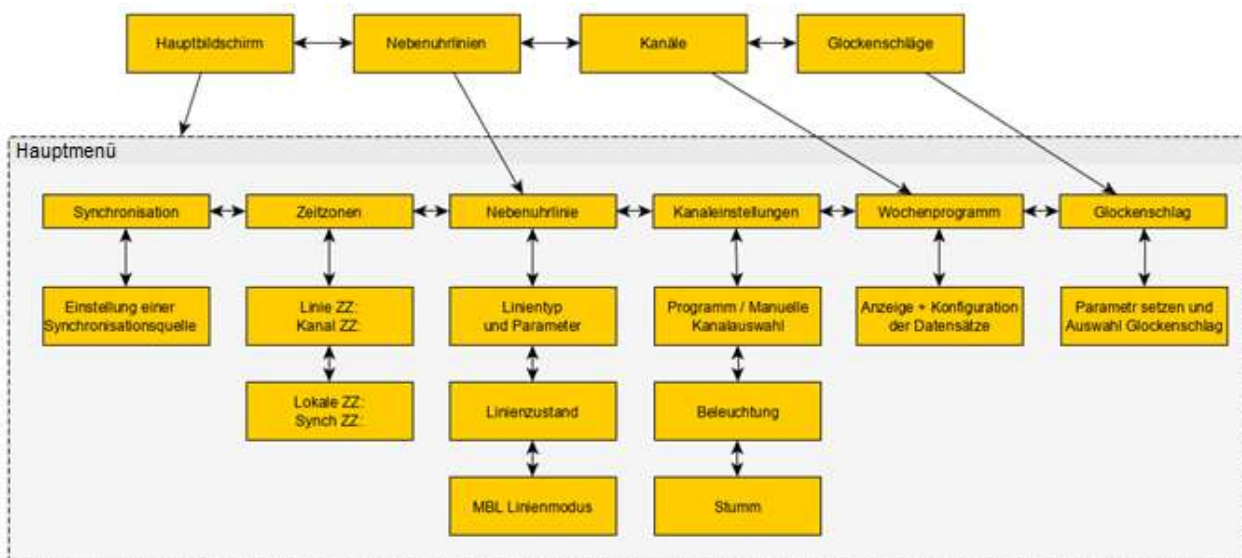 Hauptbildschirm
Nebenuhrlinien
Kanäle
Glockenschläge
Hauptmenü
Synchronisation
Zeitzonen
Nebenuhrlinie
Kanaleinstellungen
Wochenprogramm
Glockenschlag
Einstellung einer
Synchronisationsquelle
Linie ZZ:
Kanal ZZ:
Linientyp
und Parameter
Programm / Manuelle
Kanalauswahl
Anzeige + Konfiguration
der Datensätze
Parametr setzen und
Auswahl Glockenschlag
Lokale ZZ:
Synch ZZ:
Linienzustand
Beleuchtung
MBL Linienmodus
Stumm